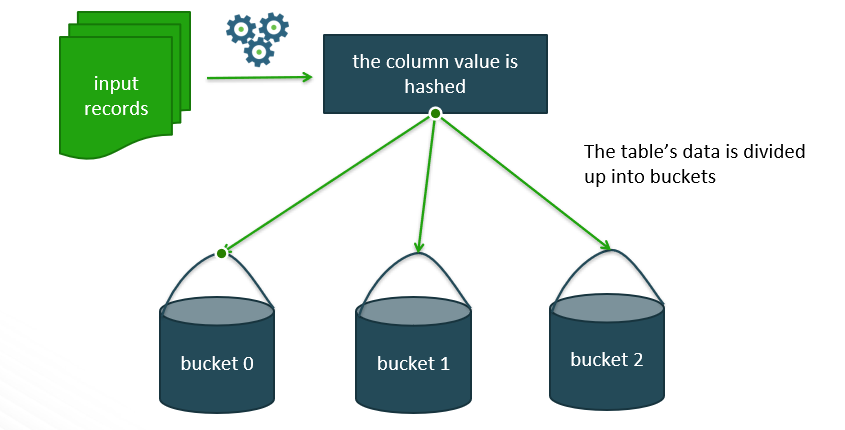 input
records
the column value is
hashed
The table's data is divided
up into buckets
bucket 0
bucket 1
bucket 2